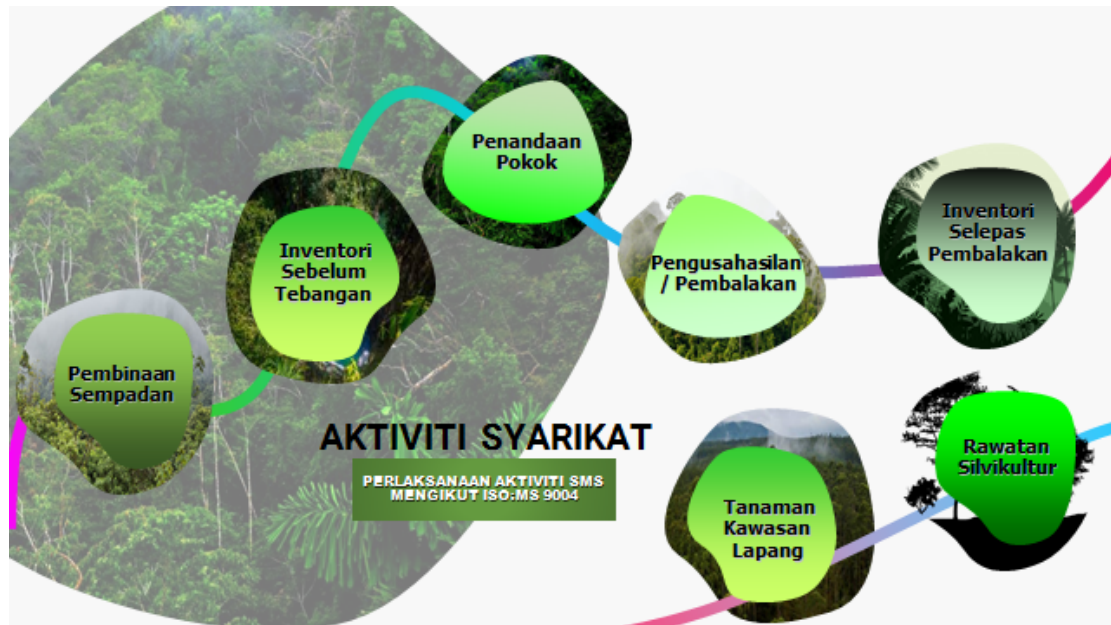 Penandaan
Pokok
Inventori
Sebelum
Tebangan
Pengusahasilan
/ Pembalakan
Inventori
Selepas
Pembalakan
Pembinaan
Sempadan
AKTIVITI SYARIKAT
PERLAKSANAAN AKTIVITI SMS
MENGIKUT ISO:MS 9004
Tanaman
Kawasan
Lapang
Rawatan
Silvikultur